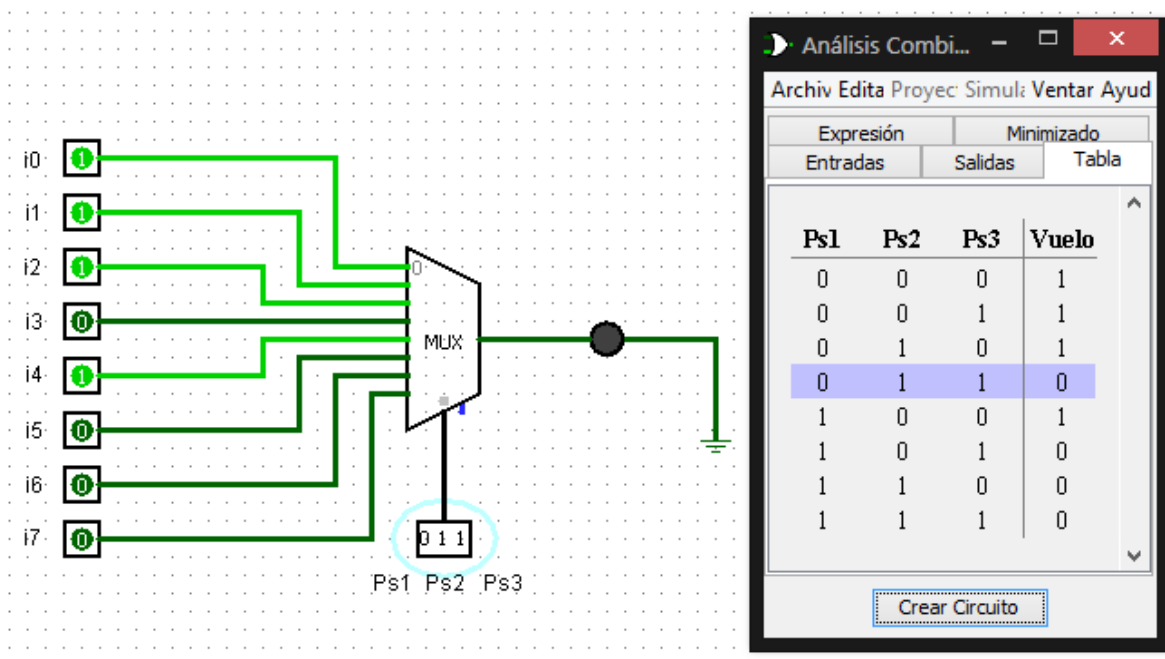 i0 1
i1 1
i2 1
i3 0
i4 1
i5 0
i6 0
i7 0
0
MUX
0 1 1
Ps1 Ps2 Ps3
Análisis Combi...
Archiv Edita Proyec Simula Ventar Ayud
Expresión Minimizado
Entradas Salidas Tabla
Ps1 Ps2 Ps3 Vuelo
0 0 0 1
0 0 1 1
0 1 0 1
0 1 1 0
1 0 0 1
1 0 1 0
1 1 0 0
1 1 1 0
Crear Circuito